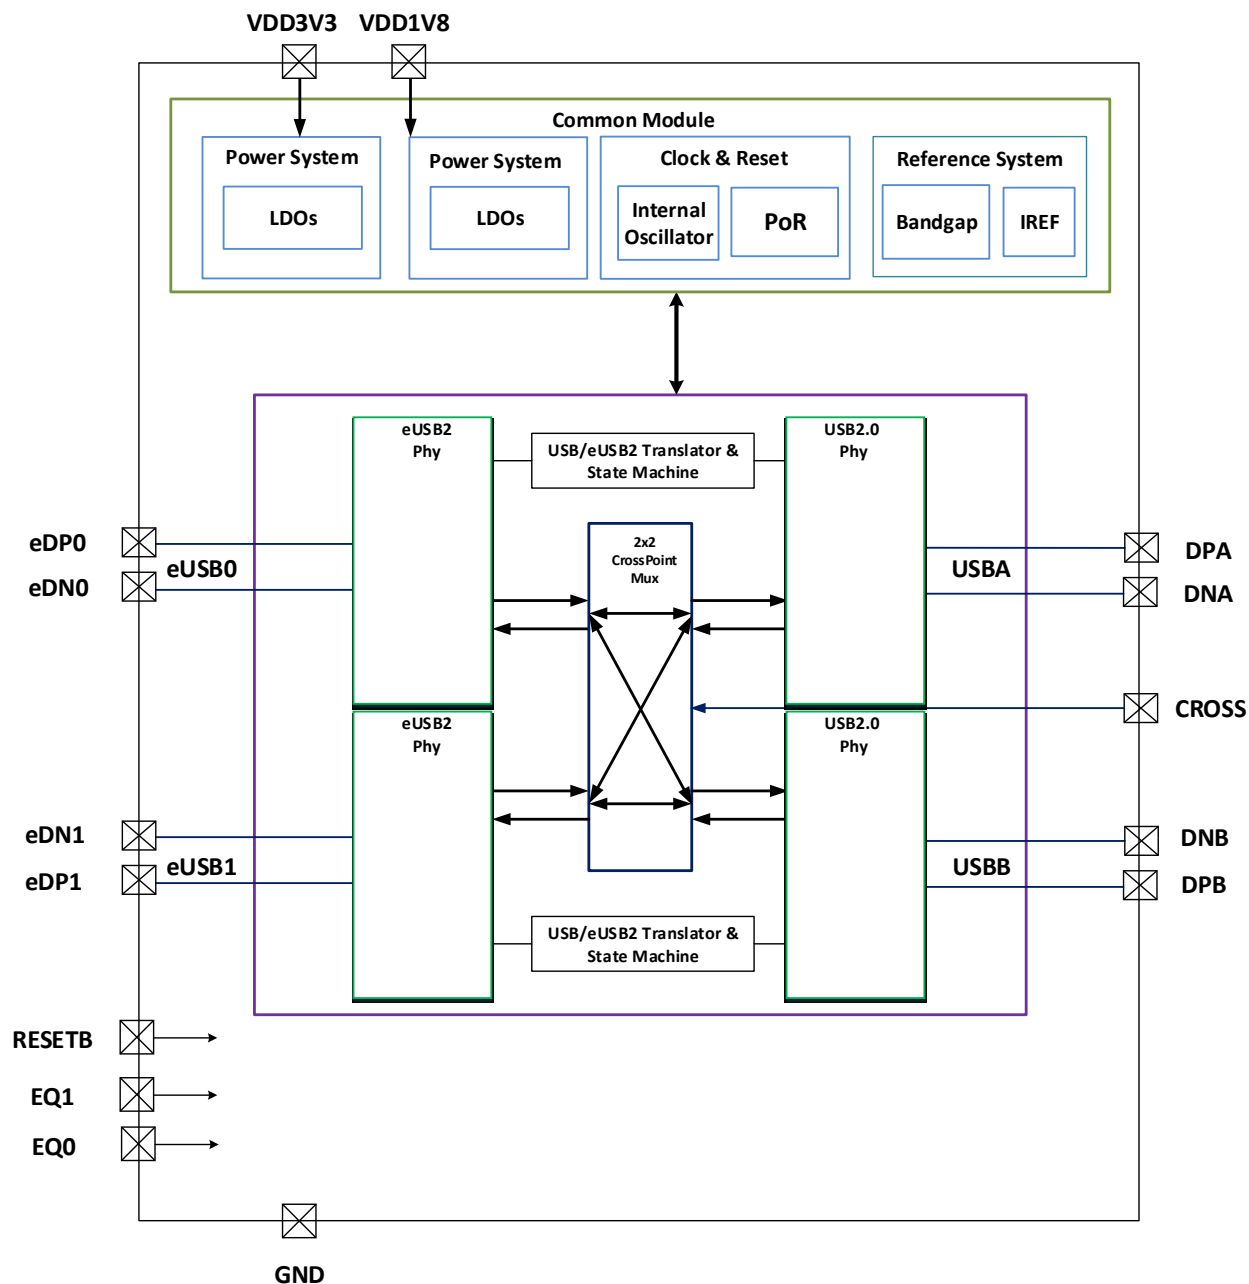 VDD3V3
VDD1V8
Common Module
Power System
LDOs
Power System
LDOs
Clock & Reset
Internal
Oscillator
PoR
Reference System
Bandgap
IREF
eUSB2
Phy
USB/eUSB2 Translator &
State Machine
USB2.0
Phy
eDP0
eDN0
eUSB0
2x2
CrossPoint
Mux
USBA
DPA
DNA
CROSS
eUSB2
Phy
USB2.0
Phy
eDN1
eDP1
eUSB1
USBB
DNB
DPB
USB/eUSB2 Translator &
State Machine
RESETB
EQ1
EQ0
GND